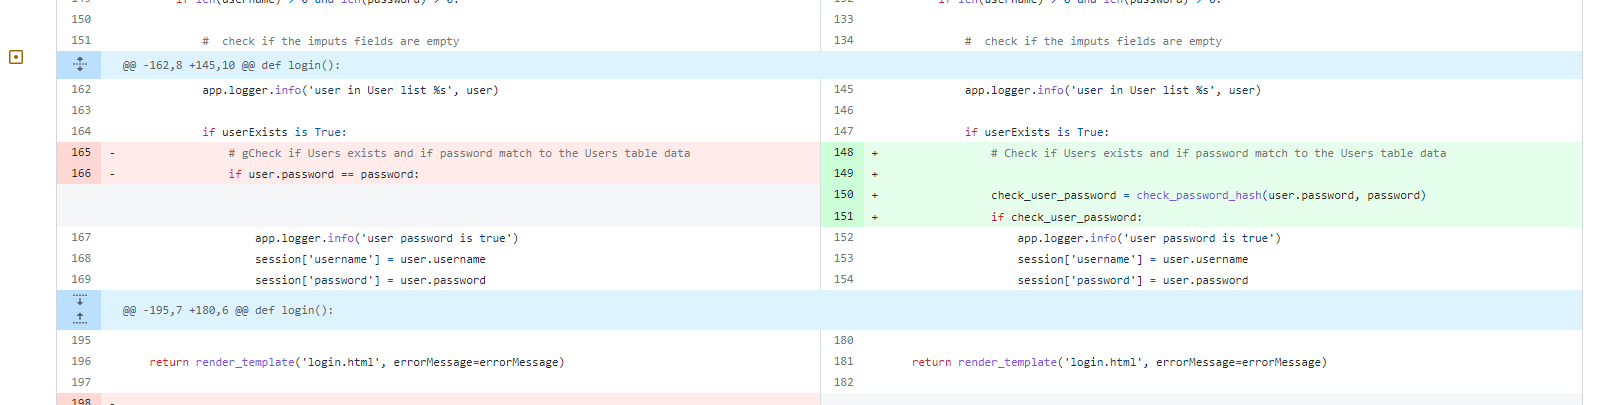 149 if len(username) > 0 and len(password) > 0:
150
151 #  check if the imputs fields are empty
@@ -162,8 +145,10 @@ def login():
162 app.logger.info('user in User list %s', user)
163
164 if userExists is True:
165 - # gCheck if Users exists and if password match to the Users table data
166 - if user.password == password:
167 app.logger.info('user password is true')
168 session['username'] = user.username
169 session['password'] = user.password
@@ -195,7 +180,6 @@ def login():
195
196 return render_template('login.html', errorMessage=errorMessage)
197
198 -
132 if len(username) > 0 and len(password) > 0:
133
134 #  check if the imputs fields are empty
145 app.logger.info('user in User list %s', user)
146
147 if userExists is True:
148 + # Check if Users exists and if password match to the Users table data
149 +
150 + check_user_password = check_password_hash(user.password, password)
151 + if check_user_password:
152 app.logger.info('user password is true')
153 session['username'] = user.username
154 session['password'] = user.password
180
181 return render_template('login.html', errorMessage=errorMessage)
182